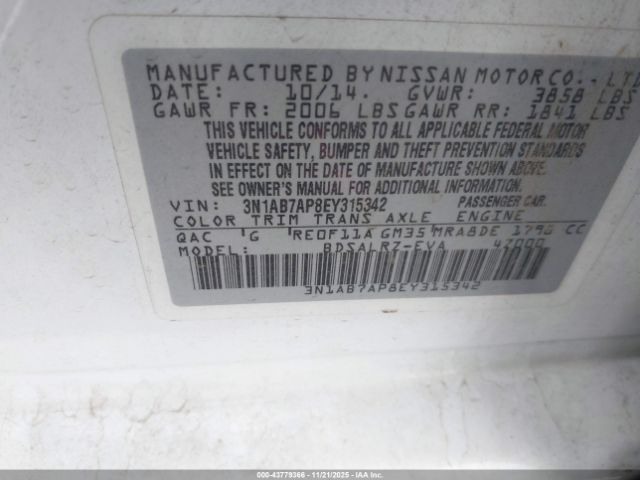 MANUFACTURED BY NISSAN MOTOR CO.,
DATE: 10/14. GVWR: 3858 LBS
GAWR FR: 2006 LBS GAWR RR: 1841 LBS
THIS VEHICLE CONFORMS TO ALL APPLICABLE FEDERAL MOTOR
VEHICLE SAFETY, BUMPER AND THEFT PREVENTION STANDARDS
IN EFFECT ON THE DATE OF MANUFACTURE SHOWN ABOVE.
SEE OWNER'S MANUAL FOR ADDITIONAL INFORMATION.
VIN: 3N1AB7AP8EY315342 PASSENGER CAR.
COLOR TRIM TRANS AXLE ENGINE
QAC G RE0F11A GM35 MRA8DE 1798 CC
MODEL: BDSALRZ-EVA 47000
3N1AB7AP8EY315342
000-43779366 - 11/21/2025 - IAA Inc.